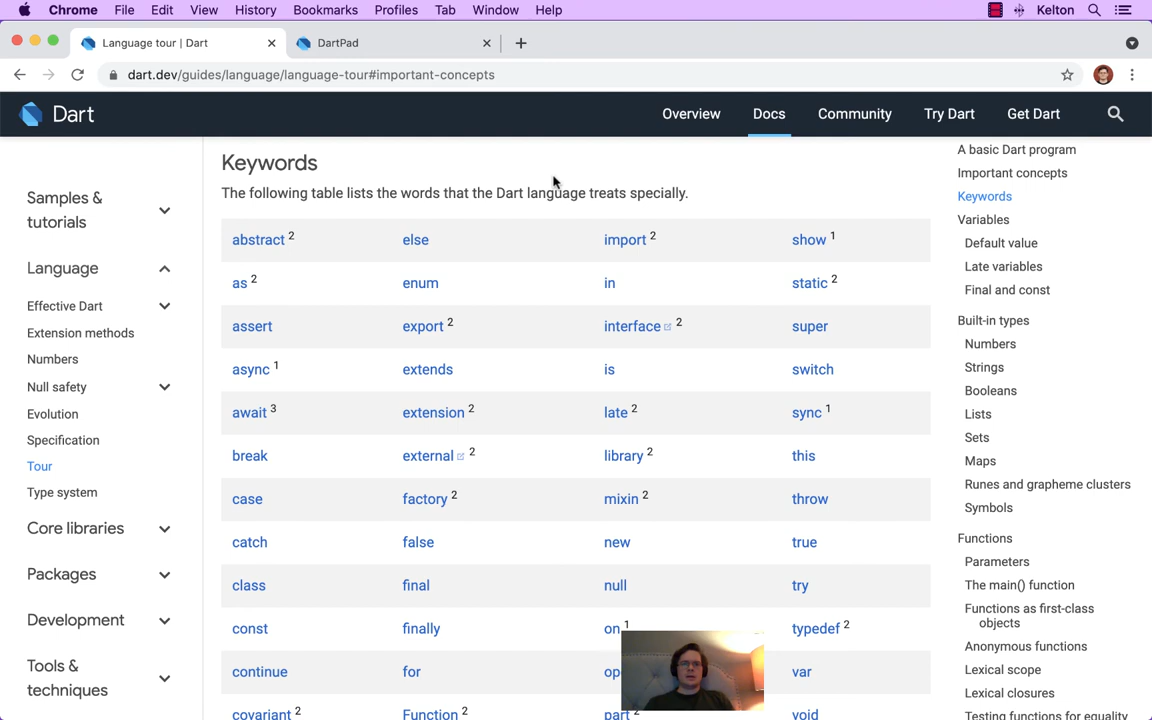 Chrome File Edit View History Bookmarks Profiles Tab Window Help Kelton
Language tour | Dart DartPad
dart.dev/guides/language/language-tour#important-concepts
Dart Overview Docs Community Try Dart Get Dart
Samples &
tutorials
Language
Effective Dart
Extension methods
Numbers
Null safety
Evolution
Specification
Tour
Type system
Core libraries
Packages
Development
Tools &
techniques
Keywords
The following table lists the words that the Dart language treats specially.
abstract 2 else import 2 show 1
as 2 enum in static 2
assert export 2 interface 2 super
async 1 extends is switch
await 3 extension 2 late 2 sync 1
break external 2 library 2 this
case factory 2 mixin 2 throw
catch false new true
class final null try
const finally on 1 typedef 2
continue for var
covariant 2 Function 2 part 2 void
A basic Dart program
Important concepts
Keywords
Variables
Default value
Late variables
Final and const
Built-in types
Numbers
Strings
Booleans
Lists
Sets
Maps
Runes and grapheme clusters
Symbols
Functions
Parameters
The main() function
Functions as first-class
objects
Anonymous functions
Lexical scope
Lexical closures
Testing functions for equality